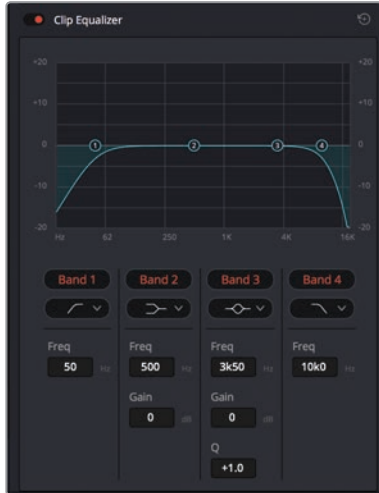 Clip Equalizer
+20 +20
+10 +10
0 0
-10 -10
-20 -20
Hz 62 250 1K 4K 16K
1 2 3 4
Band 1 Band 2 Band 3 Band 4
Freq Freq Freq Freq
50 Hz 500 Hz 3k50 Hz 10k0 Hz
Gain Gain
0 dB 0 dB
Q
+1.0